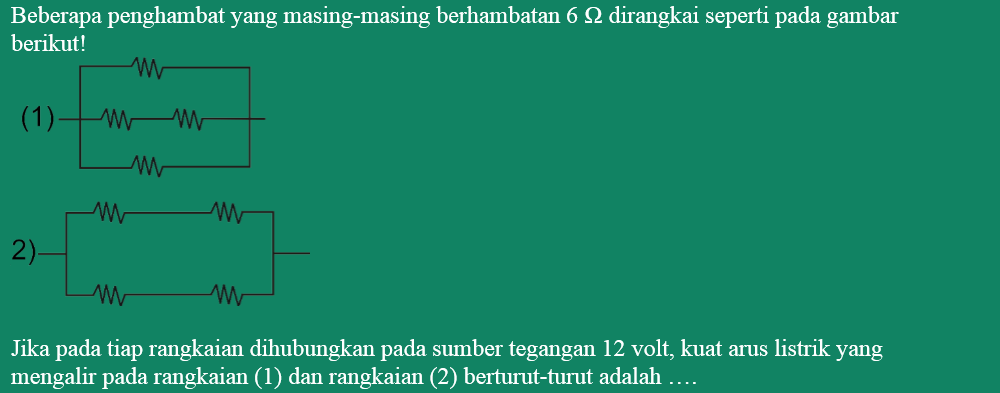 Beberapa penghambat yang masing-masing berhambatan 6 Ω dirangkai seperti pada gambar
berikut!
(1)
2)
Jika pada tiap rangkaian dihubungkan pada sumber tegangan 12 volt, kuat arus listrik yang
mengalir pada rangkaian (1) dan rangkaian (2) berturut-turut adalah ….